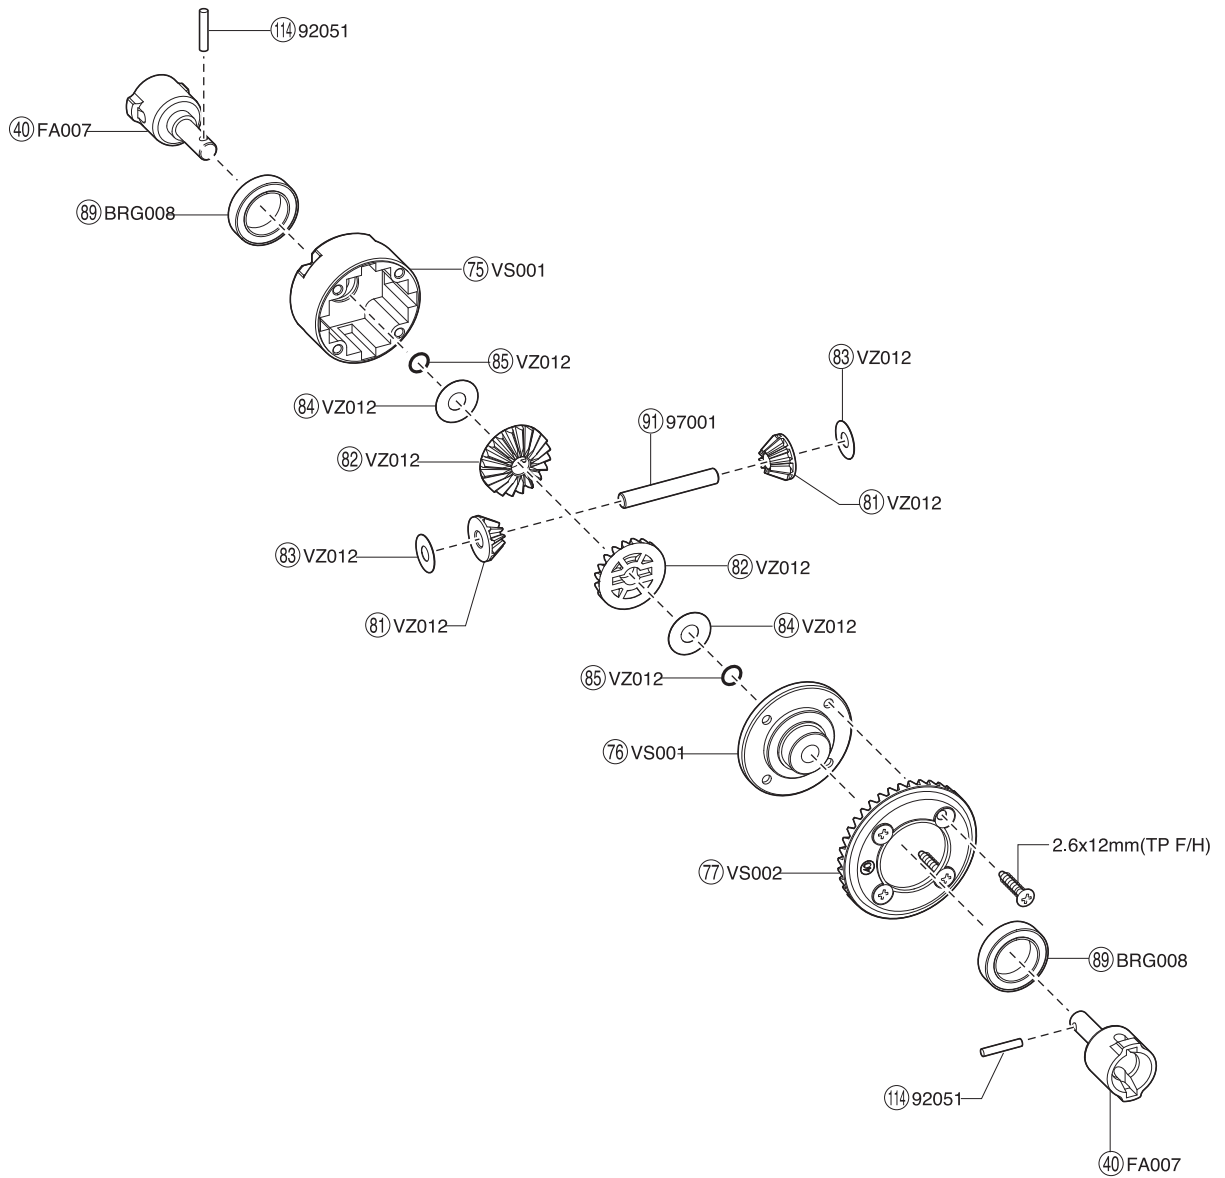 114 92051
40 FA007
89 BRG008
75 VS001
85 VZ012
83 VZ012
84 VZ012
91 97001
82 VZ012
81 VZ012
83 VZ012
82 VZ012
81 VZ012
84 VZ012
85 VZ012
76 VS001
2.6x12mm(TP F/H)
77 VS002
89 BRG008
114 92051
40 FA007